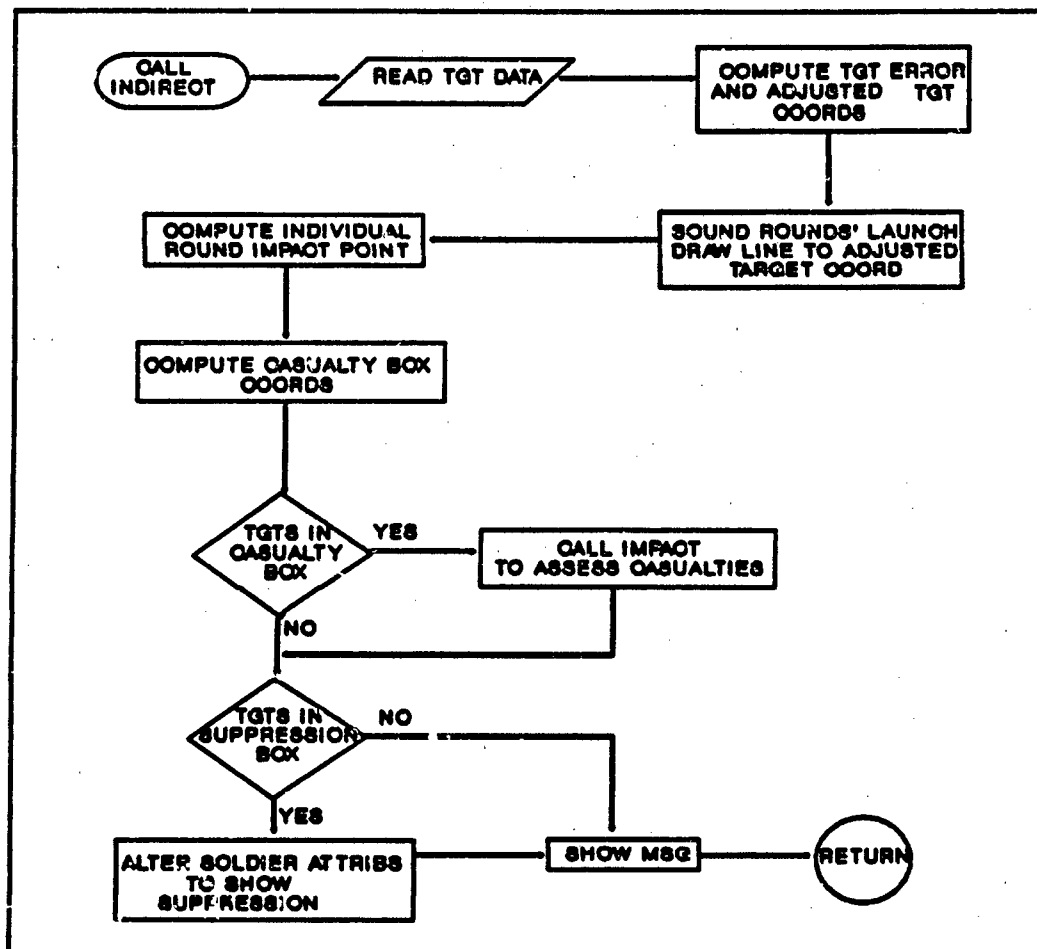 CALL
INDIRECT
READ TGT DATA
COMPUTE TGT ERROR
AND ADJUSTED TGT
COORDS
SOUND ROUNDS' LAUNCH
DRAW LINE TO ADJUSTED
TARGET COORD
COMPUTE INDIVIDUAL
ROUND IMPACT POINT
COMPUTE CASUALTY BOX
COORDS
TGTS IN
CASUALTY
BOX
YES
CALL IMPACT
TO ASSESS CASUALTIES
NO
TGTS IN
SUPPRESSION
BOX
NO
YES
ALTER SOLDIER ATTRIBS
TO SHOW
SUPPRESSION
SHOW MSG
RETURN